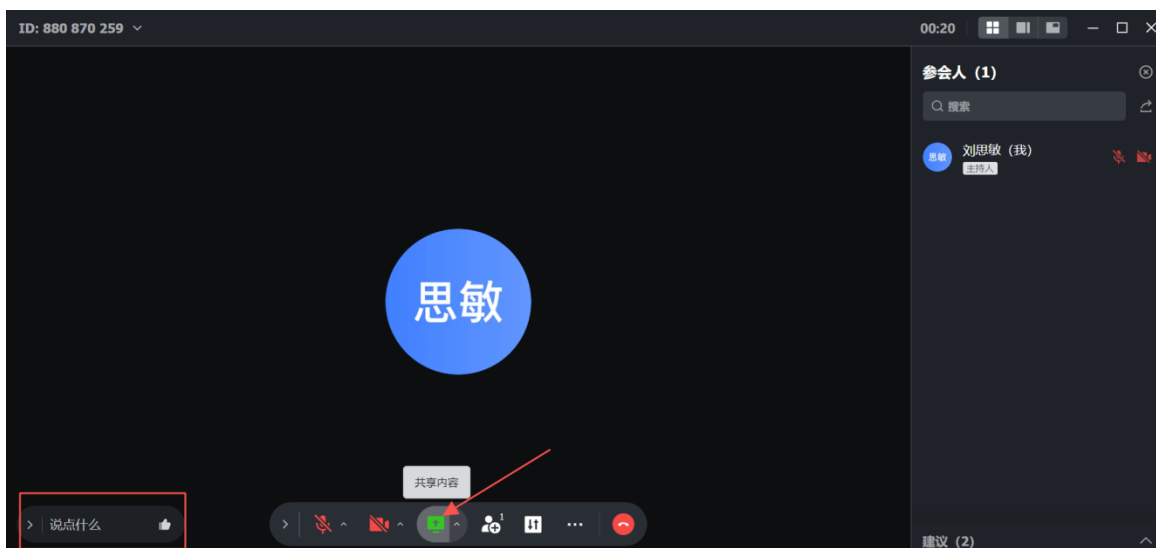 ID: 880 870 259
00:20
参会人 (1)
搜索
思敏
刘思敏 (我)
主持人
思敏
共享内容
说点什么
1
建议 (2)